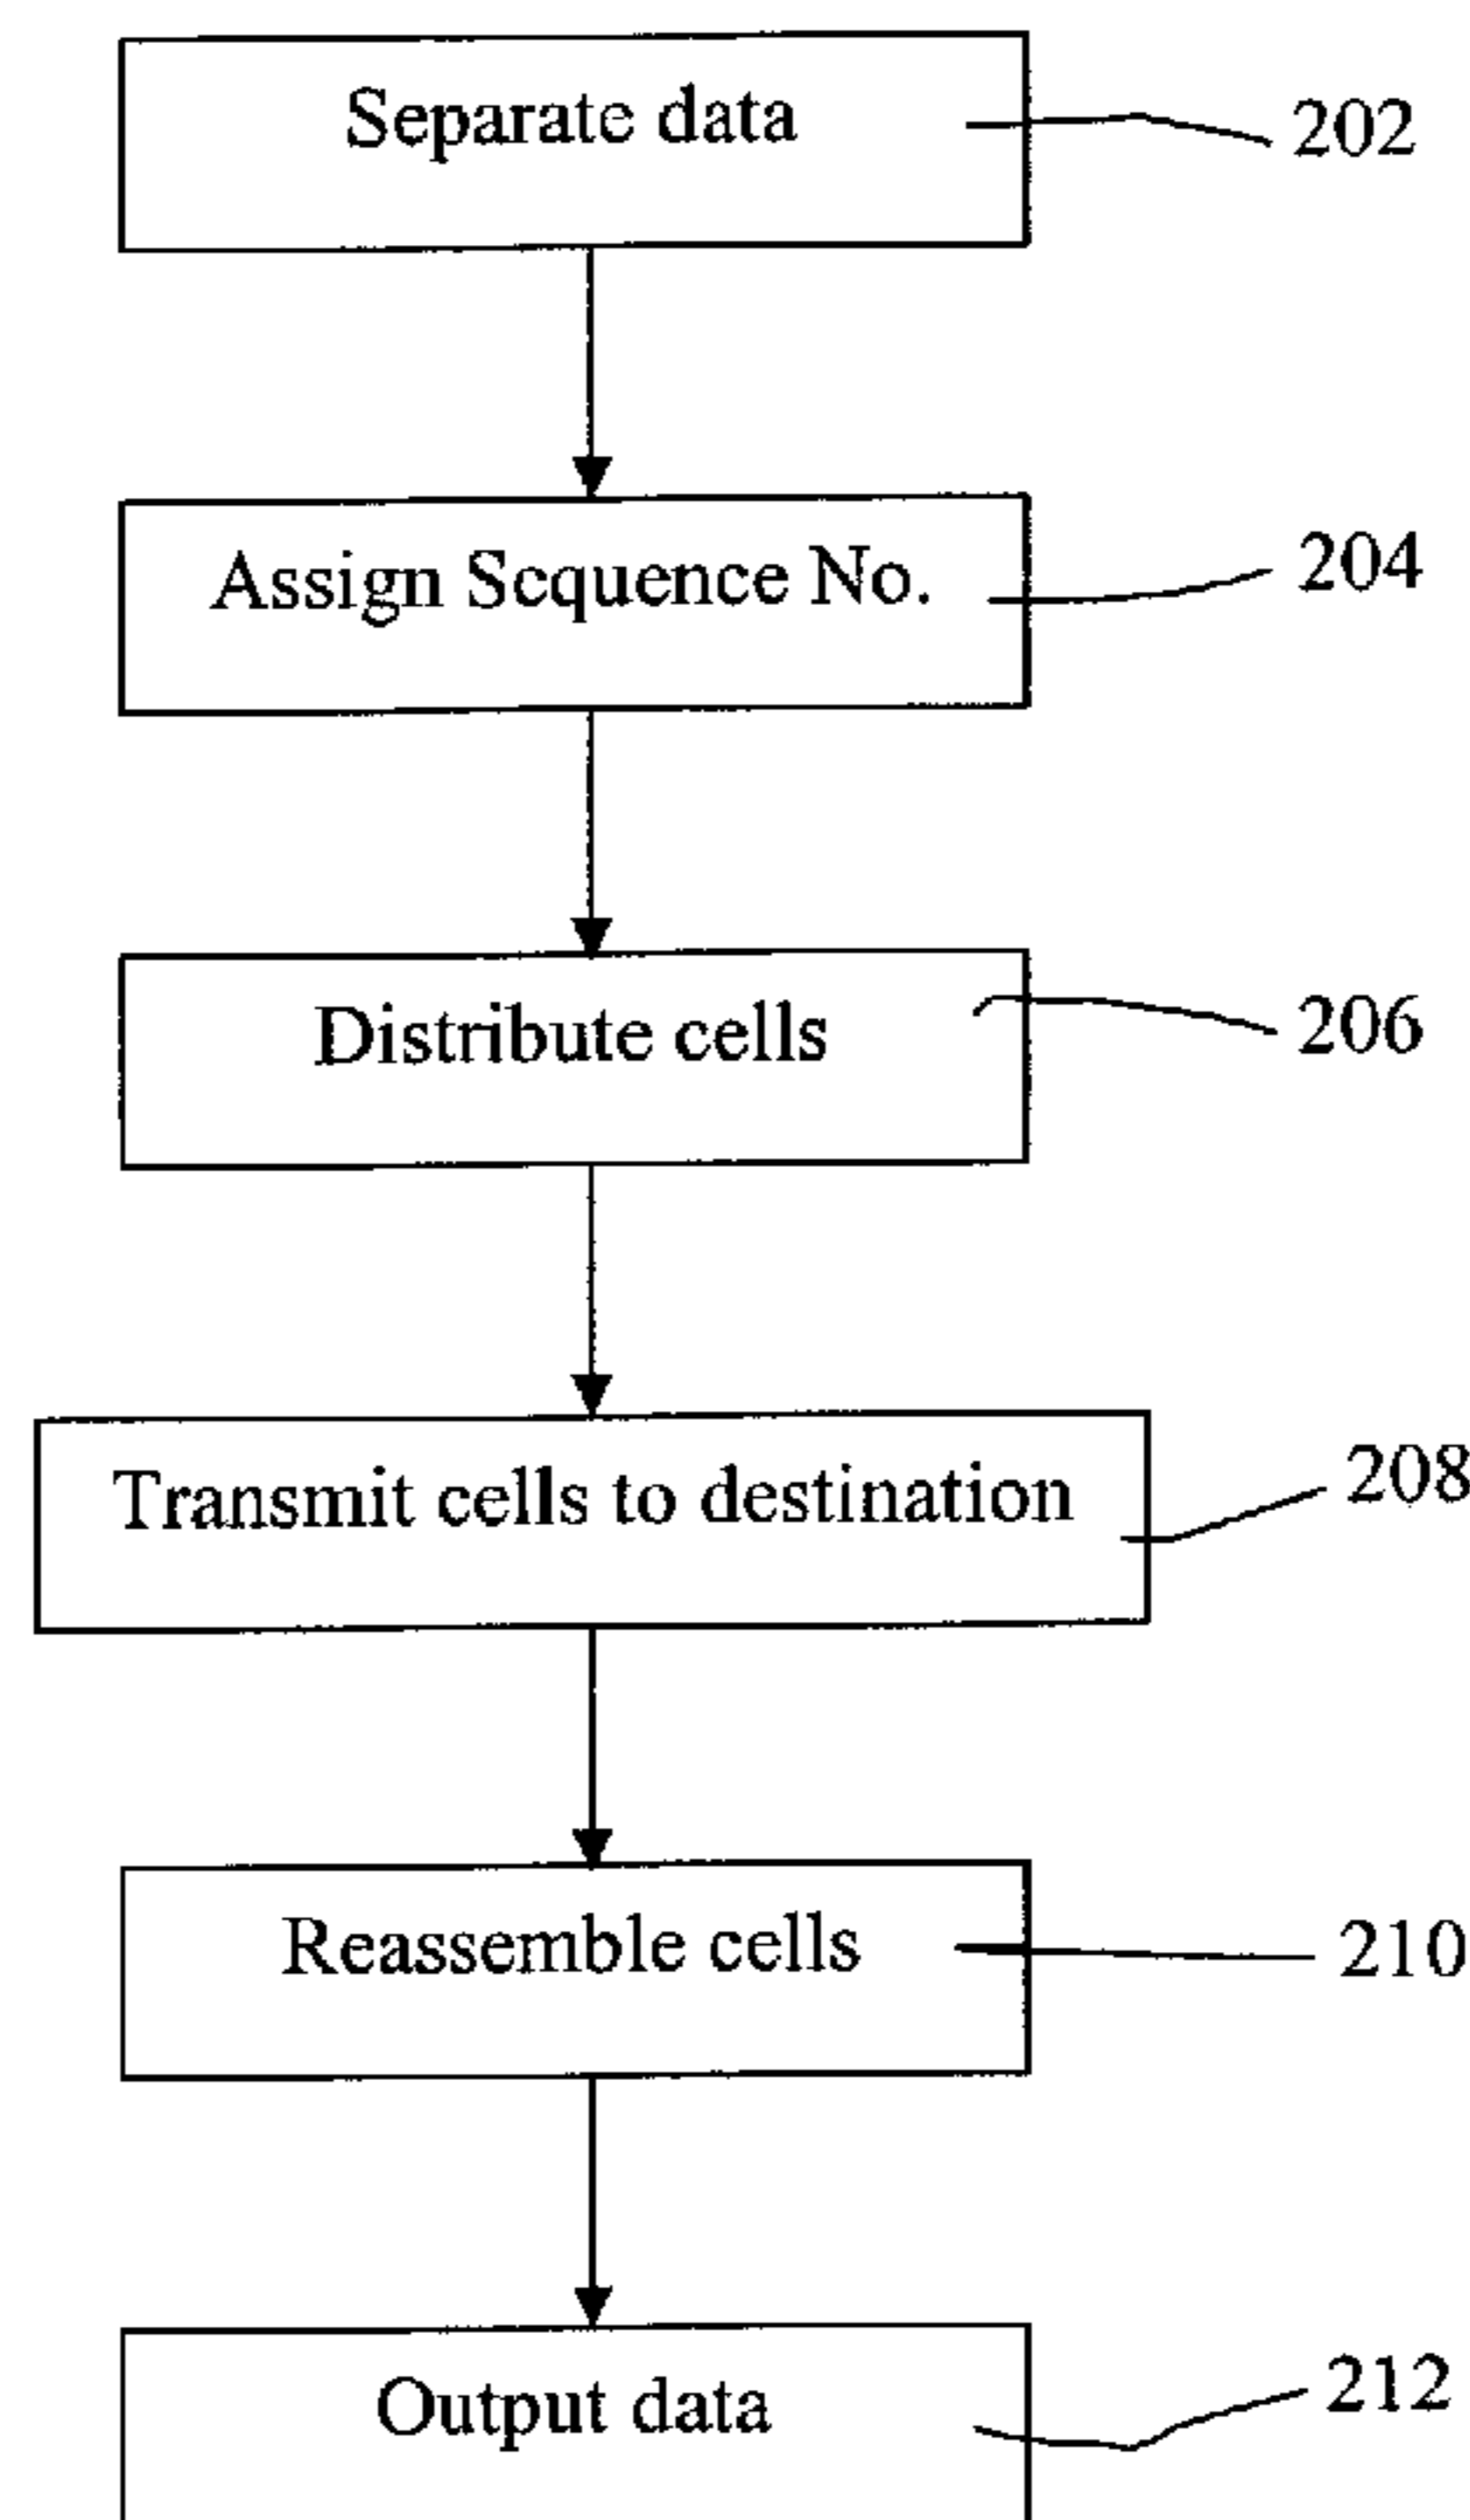 Separate data
202
Assign Scquence No.
204
Distribute cells
206
Transmit cells to destination
208
Reassemble cells
210
Output data
212